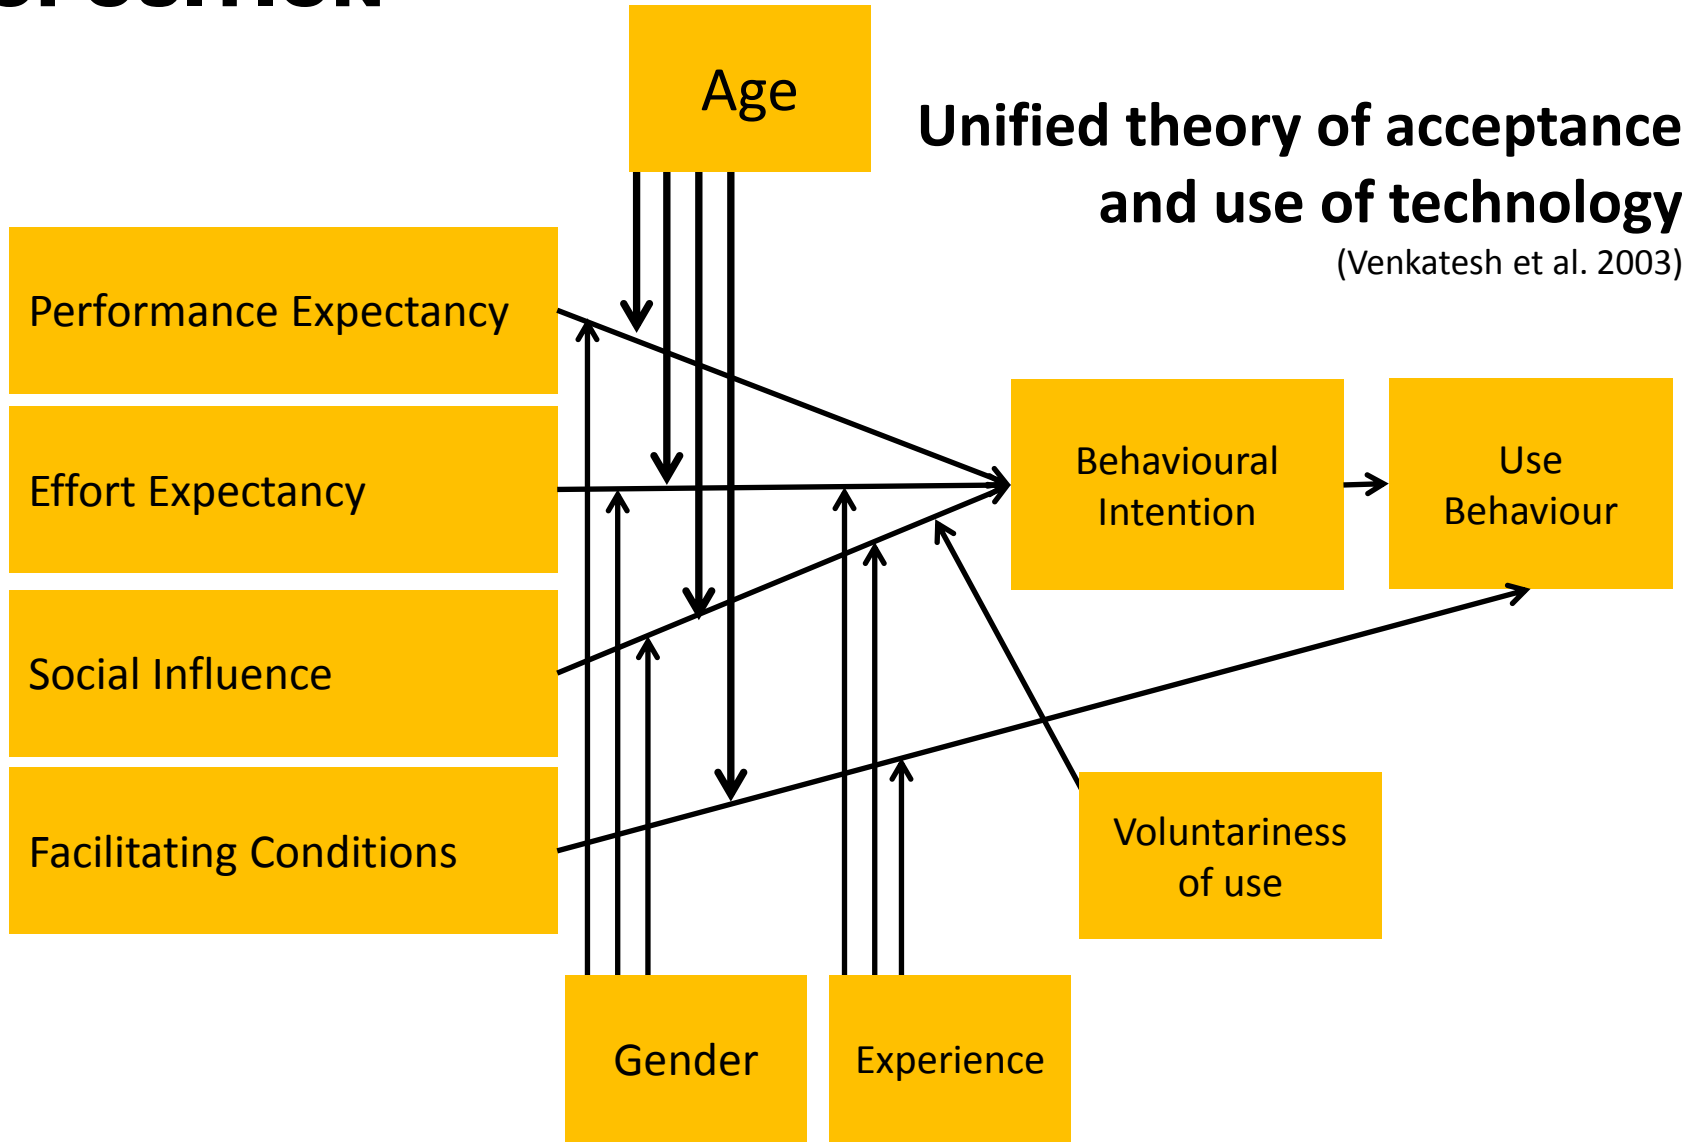 Age
Unified theory of acceptance
and use of technology
(Venkatesh et al. 2003)
Performance Expectancy
Effort Expectancy
Behavioural
Intention
Use
Behaviour
Social Influence
Facilitating Conditions
Voluntariness
of use
Gender
Experience